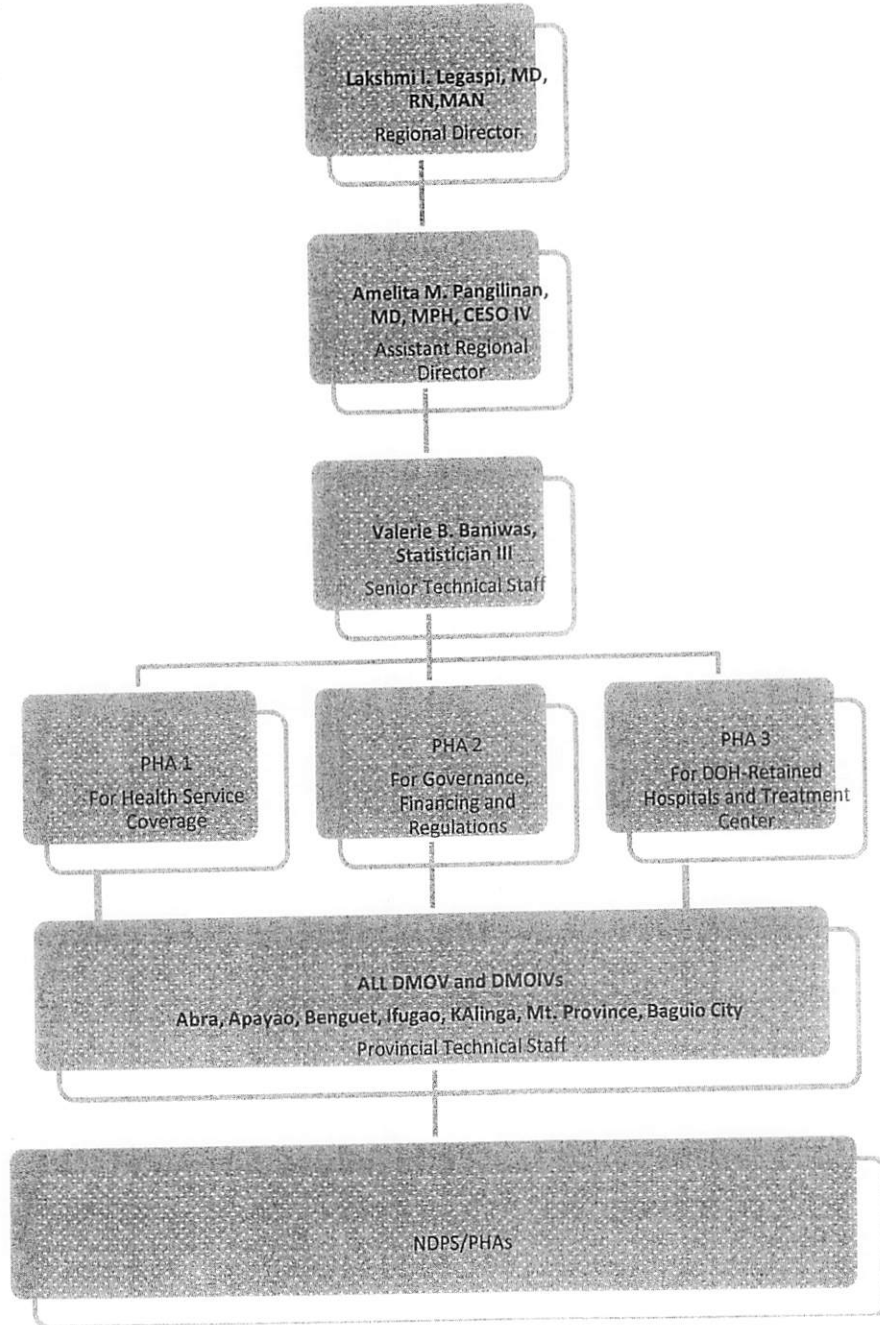 Lakshmi I. Legaspi, MD,
RN,MAN
Regional Director
Amelita M. Pangilinan,
MD, MPH, CESO IV
Assistant Regional
Director
Valerie B. Baniwas,
Statistician III
Senior Technical Staff
PHA 1
For Health Service
Coverage
PHA 2
For Governance,
Financing and
Regulations
PHA 3
For DOH-Retained
Hospitals and Treatment
Center
ALL DMOV and DMOIVs
Abra, Apayao, Benguet, Ifugao, KAlinga, Mt. Province, Baguio City
Provincial Technical Staff
NDPS/PHAs